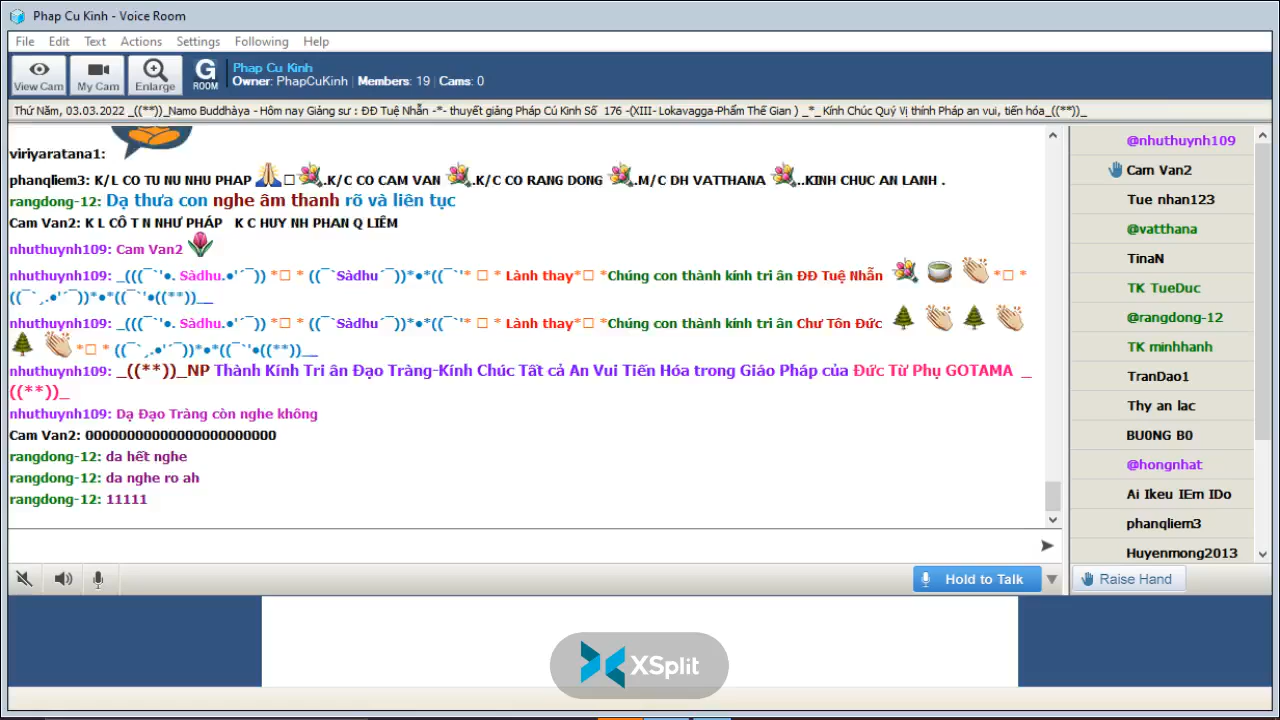 Phap Cu Kinh - Voice Room
File Edit Text Actions Settings Following Help
View Cam My Cam Enlarge G ROOM
Phap Cu Kinh
Owner: PhapCuKinh | Members: 19 | Cams: 0
Thứ Năm, 03.03.2022 _((**))_Namo Buddhàya - Hôm nay Giảng sư : ĐĐ Tuệ Nhẫn -*- thuyết giảng Pháp Cú Kinh Số 176 -(XIII- Lokavagga-Phẩm Thế Gian ) _*_ Kính Chúc Quý Vị thính Pháp an vui, tiến hóa_((**))_
viriyaratana1:
phanqliem3: K/L CO TU NU NHU PHAP 🙏□💐.K/C CO CAM VAN 💐.K/C CO RANG DONG 💐.M/C DH VATTHANA 💐..KINH CHUC AN LANH .
rangdong-12: Dạ thưa con nghe âm thanh rõ và liên tục
Cam Van2: K L CÔ T N NHƯ PHÁP K C HUY NH PHAN Q LIÊM
nhuthuynh109: Cam Van2 🌷
nhuthuynh109: _(((¯`'•. Sàdhu.•'´¯)) *□ * ((¯`Sàdhu´¯))*•*((¯`'* □ * Lành thay*□ *Chúng con thành kính tri ân ĐĐ Tuệ Nhẫn 💐 🍵 👏 *□ *
((¯`¸.•'´¯))*•*((¯`'•((**))__
nhuthuynh109: _(((¯`'•. Sàdhu.•'´¯)) *□ * ((¯`Sàdhu´¯))*•*((¯`'* □ * Lành thay*□ *Chúng con thành kính tri ân Chư Tôn Đức 🌲 👏 🌲 👏
🌲 👏 *□ * ((¯`¸.•'´¯))*•*((¯`'•((**))__
nhuthuynh109: _((**))_NP Thành Kính Tri ân Đạo Tràng-Kính Chúc Tất cả An Vui Tiến Hóa trong Giáo Pháp của Đức Từ Phụ GOTAMA _
((**))_
nhuthuynh109: Dạ Đạo Tràng còn nghe không
Cam Van2: 00000000000000000000000
rangdong-12: da hết nghe
rangdong-12: da nghe ro ah
rangdong-12: 11111
Hold to Talk
@nhuthuynh109
Cam Van2
Tue nhan123
@vatthana
TinaN
TK TueDuc
@rangdong-12
TK minhhanh
TranDao1
Thy an lac
BU0NG B0
@hongnhat
Ai Ikeu IEm IDo
phanqliem3
Huyenmong2013
Raise Hand
XSplit